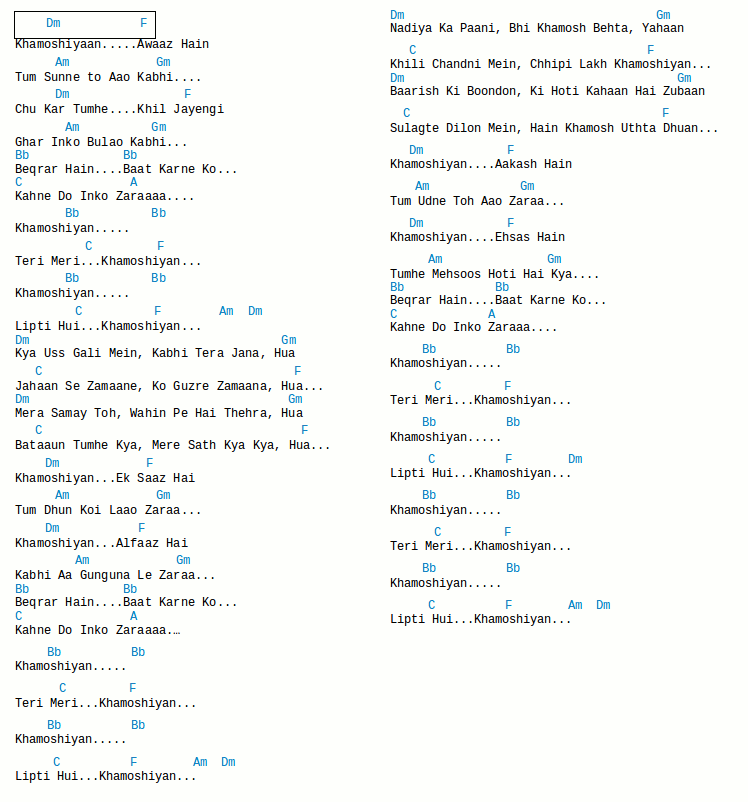 Dm F
Khamoshiyaan.....Awaaz Hain
Am Gm
Tum Sunne to Aao Kabhi....
Dm F
Chu Kar Tumhe....Khil Jayengi
Am Gm
Ghar Inko Bulao Kabhi...
Bb Bb
Beqrar Hain....Baat Karne Ko...
C A
Kahne Do Inko Zaraaaa....
Bb Bb
Khamoshiyan.....
C F
Teri Meri...Khamoshiyan...
Bb Bb
Khamoshiyan.....
C F Am Dm
Lipti Hui...Khamoshiyan...
Dm Gm
Kya Uss Gali Mein, Kabhi Tera Jana, Hua
C F
Jahaan Se Zamaane, Ko Guzre Zamaana, Hua...
Dm Gm
Mera Samay Toh, Wahin Pe Hai Thehra, Hua
C F
Bataaun Tumhe Kya, Mere Sath Kya Kya, Hua...
Dm F
Khamoshiyan...Ek Saaz Hai
Am Gm
Tum Dhun Koi Laao Zaraa...
Dm F
Khamoshiyan...Alfaaz Hai
Am Gm
Kabhi Aa Gunguna Le Zaraa...
Bb Bb
Beqrar Hain....Baat Karne Ko...
C A
Kahne Do Inko Zaraaaa.…
Bb Bb
Khamoshiyan.....
C F
Teri Meri...Khamoshiyan...
Bb Bb
Khamoshiyan.....
C F Am Dm
Lipti Hui...Khamoshiyan...
Dm Gm
Nadiya Ka Paani, Bhi Khamosh Behta, Yahaan
C F
Khili Chandni Mein, Chhipi Lakh Khamoshiyan...
Dm Gm
Baarish Ki Boondon, Ki Hoti Kahaan Hai Zubaan
C F
Sulagte Dilon Mein, Hain Khamosh Uthta Dhuan...
Dm F
Khamoshiyan....Aakash Hain
Am Gm
Tum Udne Toh Aao Zaraa...
Dm F
Khamoshiyan....Ehsas Hain
Am Gm
Tumhe Mehsoos Hoti Hai Kya....
Bb Bb
Beqrar Hain....Baat Karne Ko...
C A
Kahne Do Inko Zaraaa....
Bb Bb
Khamoshiyan.....
C F
Teri Meri...Khamoshiyan...
Bb Bb
Khamoshiyan.....
C F Dm
Lipti Hui...Khamoshiyan...
Bb Bb
Khamoshiyan.....
C F
Teri Meri...Khamoshiyan...
Bb Bb
Khamoshiyan.....
C F Am Dm
Lipti Hui...Khamoshiyan...